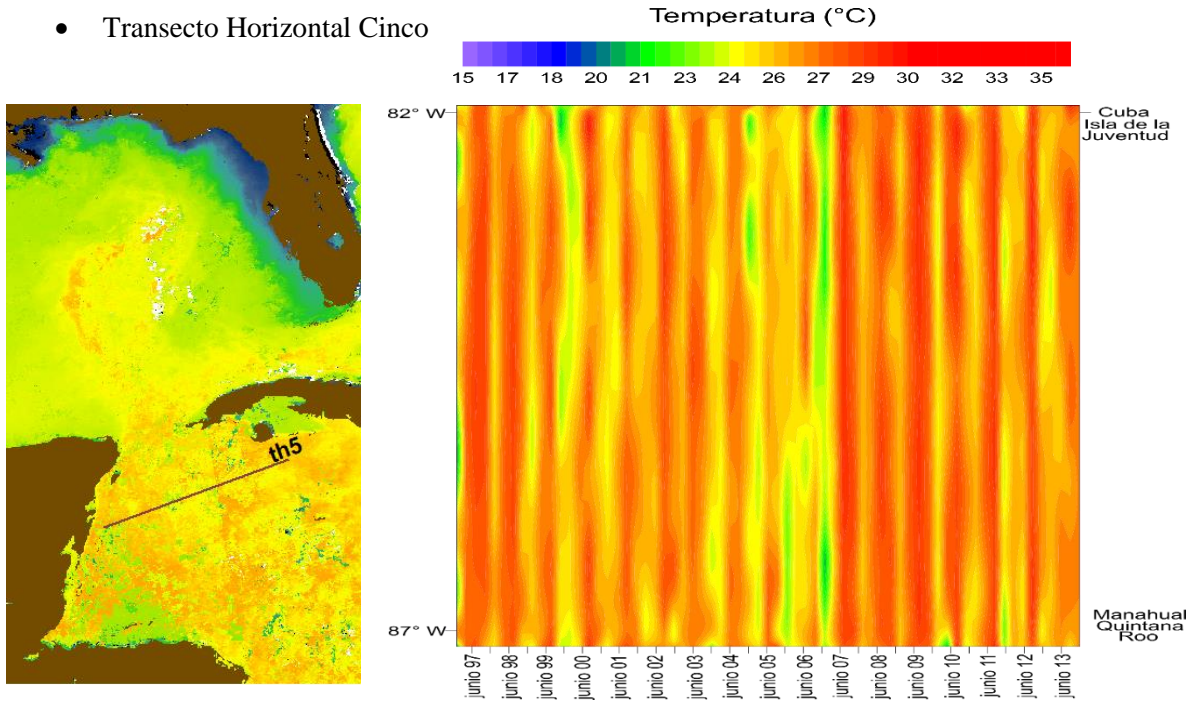 • Transecto Horizontal Cinco
Temperatura (°C)
15 17 18 20 21 23 24 26 27 29 30 32 33 35
82° W
Cuba
Isla de la
Juventud
th5
87° W
Manahual
Quintana
Roo
junio 97
junio 98
junio 99
junio 00
junio 01
junio 02
junio 03
junio 04
junio 05
junio 06
junio 07
junio 08
junio 09
junio 10
junio 11
junio 12
junio 13